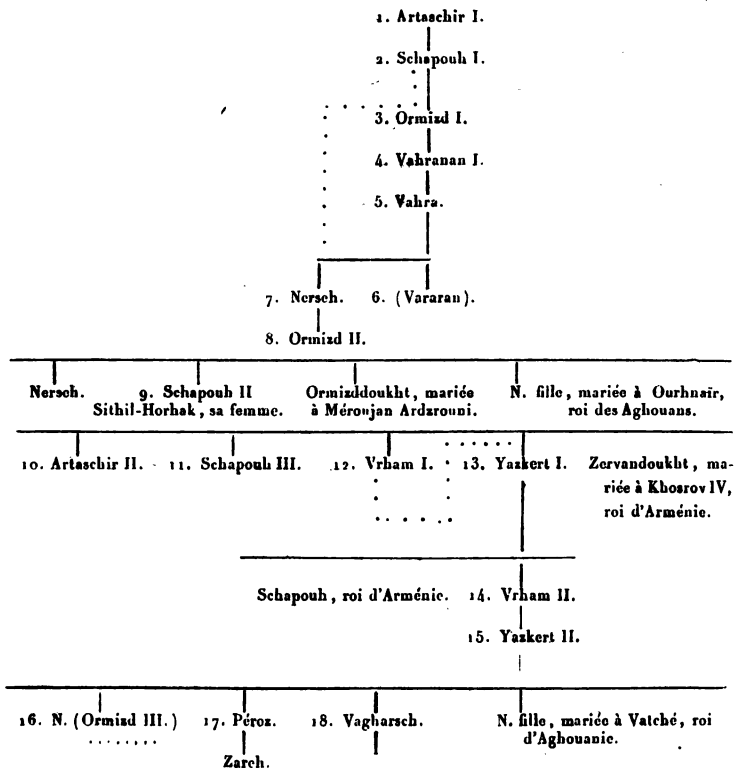 1. Artaschir I.
2. Schapouh I.
3. Ormizd I.
4. Vahranan I.
5. Vahra.
7. Nersch. 6. (Vararan).
8. Ormizd II.
Nersch. 9. Schapouh II Ormizddoukht, mariée N. fille, mariée à Ourhnaïr,
Sithil-Horhak, sa femme. à Méroujan Ardzrouni. roi des Aghouans.
10. Artaschir II. 11. Schapouh III. 12. Vrham I. 13. Yazkert I. Zervandoukht, ma-
riée à Khosrov IV,
roi d'Arménie.
Schapouh, roi d'Arménie. 14. Vrham II.
15. Yazkert II.
16. N. (Ormizd III.) 17. Péroz. 18. Vagharsch. N. fille, mariée à Vatché, roi
d'Aghouanie.
Zarch.